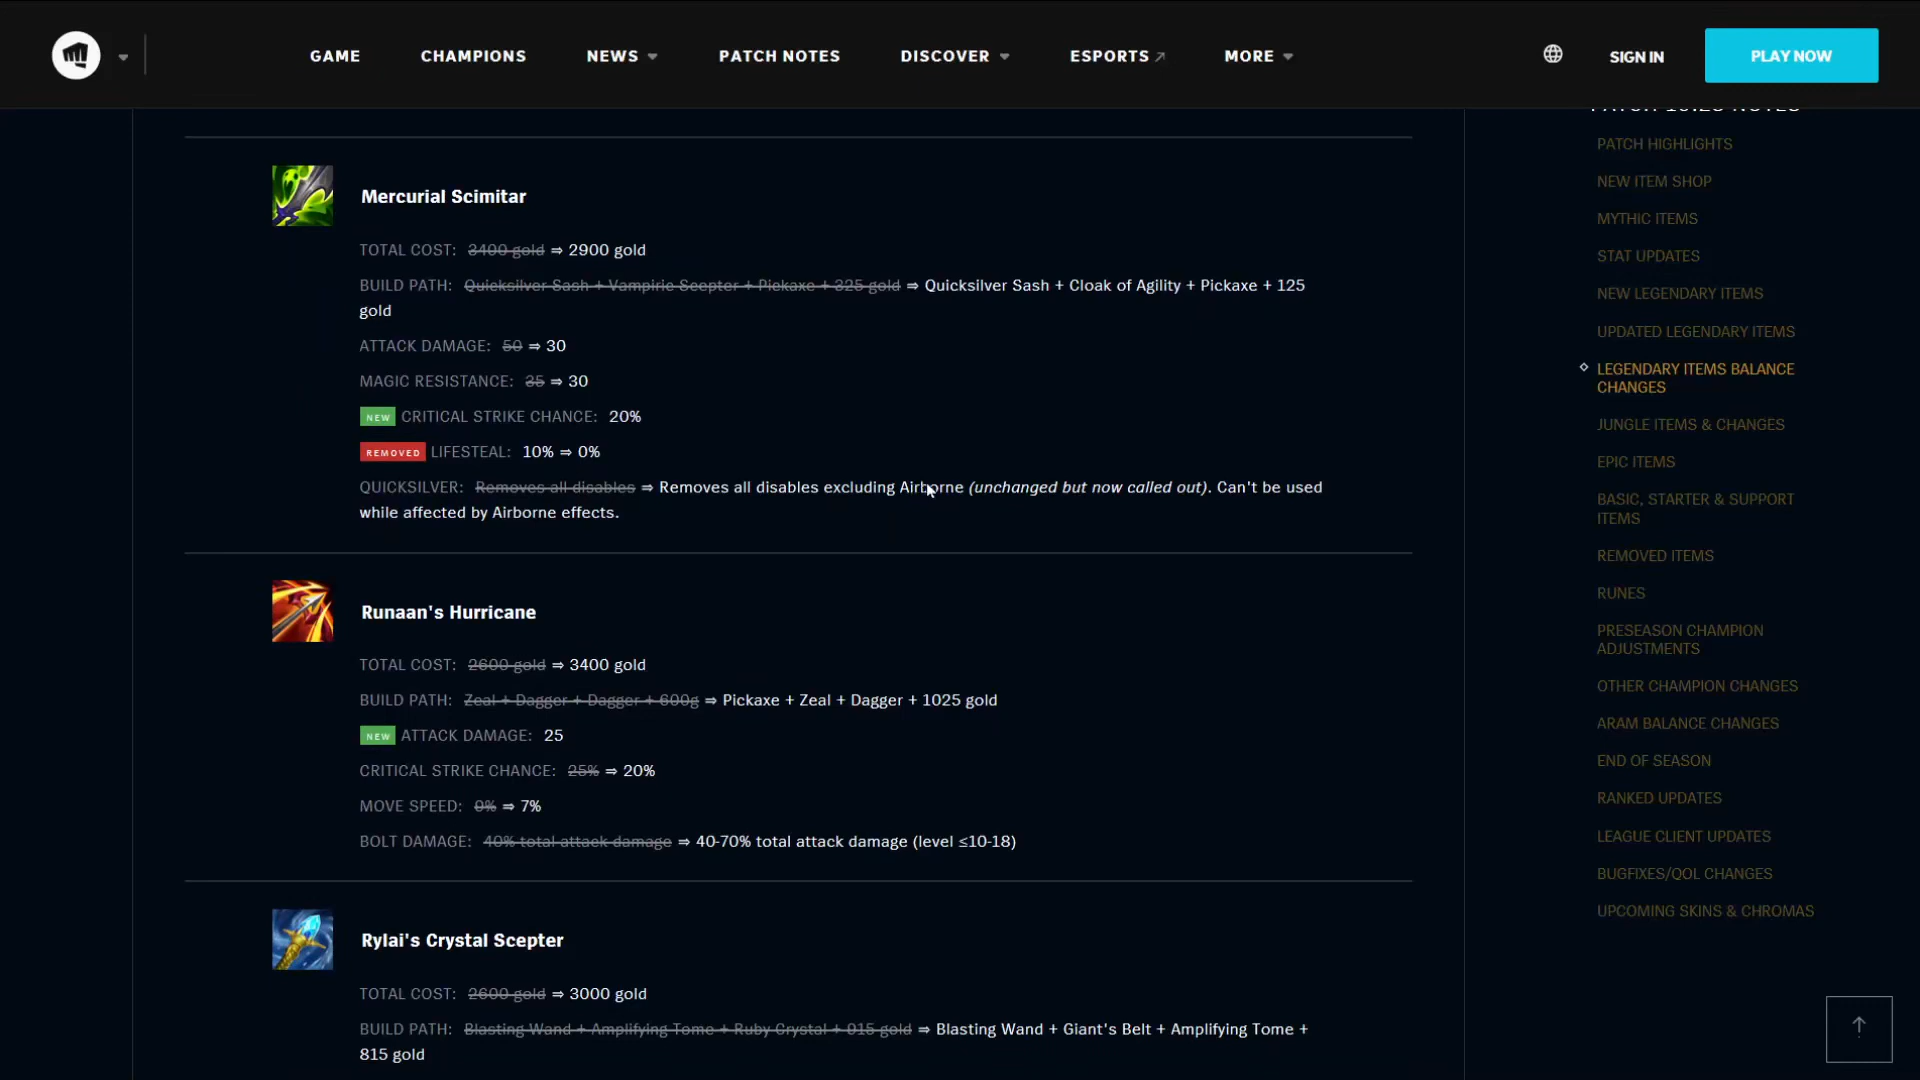 GAME
CHAMPIONS
NEWS
PATCH NOTES
DISCOVER
ESPORTS
MORE
SIGN IN
PLAY NOW
Mercurial Scimitar
TOTAL COST: 3400 gold ⇒ 2900 gold
BUILD PATH: Quicksilver Sash + Vampiric Scepter + Pickaxe + 325 gold ⇒ Quicksilver Sash + Cloak of Agility + Pickaxe + 125
gold
ATTACK DAMAGE: 50 ⇒ 30
MAGIC RESISTANCE: 35 ⇒ 30
NEW CRITICAL STRIKE CHANCE: 20%
REMOVED LIFESTEAL: 10% ⇒ 0%
QUICKSILVER: Removes all disables ⇒ Removes all disables excluding Airborne (unchanged but now called out). Can't be used
while affected by Airborne effects.
Runaan's Hurricane
TOTAL COST: 2600 gold ⇒ 3400 gold
BUILD PATH: Zeal + Dagger + Dagger + 600g ⇒ Pickaxe + Zeal + Dagger + 1025 gold
NEW ATTACK DAMAGE: 25
CRITICAL STRIKE CHANCE: 25% ⇒ 20%
MOVE SPEED: 0% ⇒ 7%
BOLT DAMAGE: 40% total attack damage ⇒ 40-70% total attack damage (level ≤10-18)
Rylai's Crystal Scepter
TOTAL COST: 2600 gold ⇒ 3000 gold
BUILD PATH: Blasting Wand + Amplifying Tome + Ruby Crystal + 915 gold ⇒ Blasting Wand + Giant's Belt + Amplifying Tome +
815 gold
PATCH HIGHLIGHTS
NEW ITEM SHOP
MYTHIC ITEMS
STAT UPDATES
NEW LEGENDARY ITEMS
UPDATED LEGENDARY ITEMS
LEGENDARY ITEMS BALANCE
CHANGES
JUNGLE ITEMS & CHANGES
EPIC ITEMS
BASIC, STARTER & SUPPORT
ITEMS
REMOVED ITEMS
RUNES
PRESEASON CHAMPION
ADJUSTMENTS
OTHER CHAMPION CHANGES
ARAM BALANCE CHANGES
END OF SEASON
RANKED UPDATES
LEAGUE CLIENT UPDATES
BUGFIXES/QOL CHANGES
UPCOMING SKINS & CHROMAS